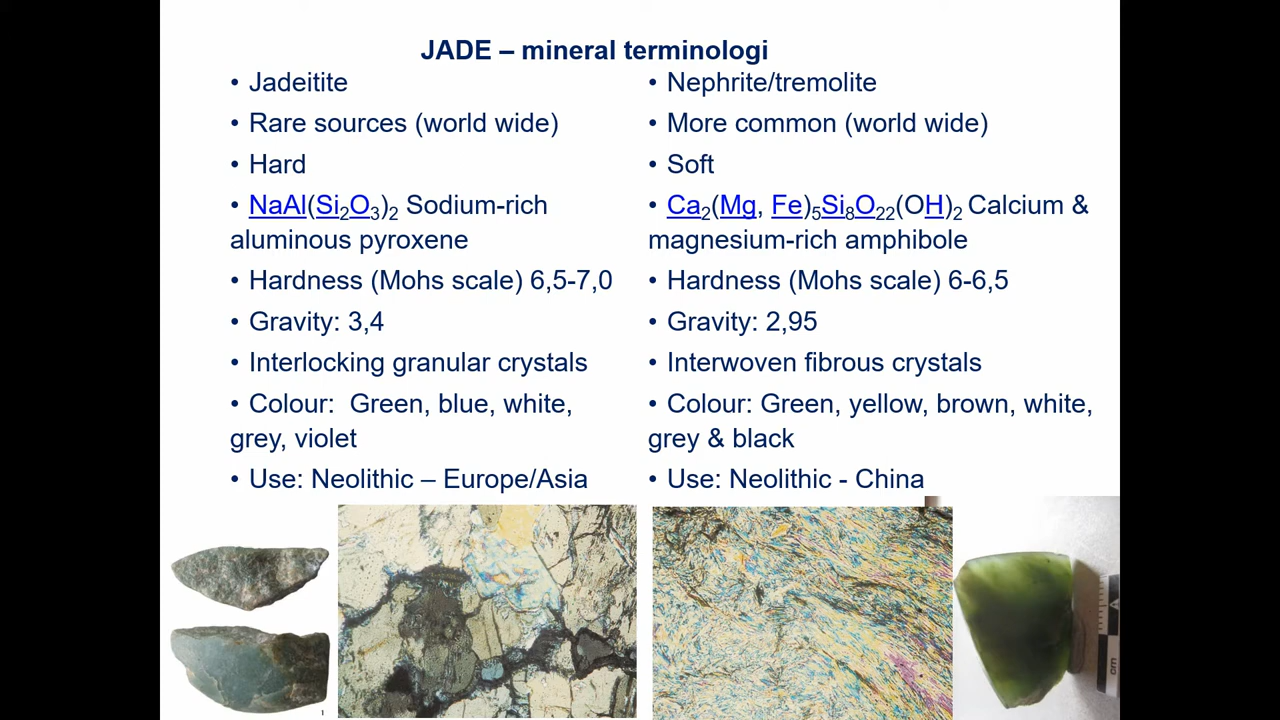 JADE – mineral terminologi
• Jadeitite
• Rare sources (world wide)
• Hard
• NaAl(Si₂O₃)₂ Sodium-rich
aluminous pyroxene
• Hardness (Mohs scale) 6,5-7,0
• Gravity: 3,4
• Interlocking granular crystals
• Colour:  Green, blue, white,
grey, violet
• Use: Neolithic – Europe/Asia
• Nephrite/tremolite
• More common (world wide)
• Soft
• Ca₂(Mg, Fe)₅Si₈O₂₂(OH)₂ Calcium &
magnesium-rich amphibole
• Hardness (Mohs scale) 6-6,5
• Gravity: 2,95
• Interwoven fibrous crystals
• Colour: Green, yellow, brown, white,
grey & black
• Use: Neolithic - China
1
cm